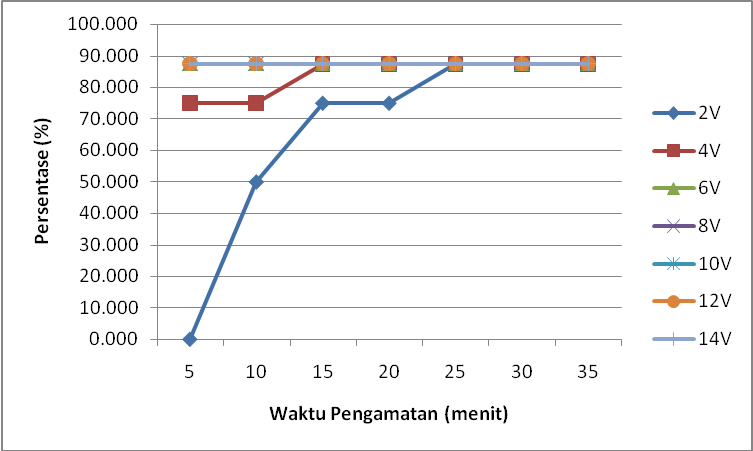 100.000
90.000
80.000
70.000
60.000
50.000
40.000
30.000
20.000
10.000
0.000
Persentase (%)
5 10 15 20 25 30 35
Waktu Pengamatan (menit)
2V
4V
6V
8V
10V
12V
14V